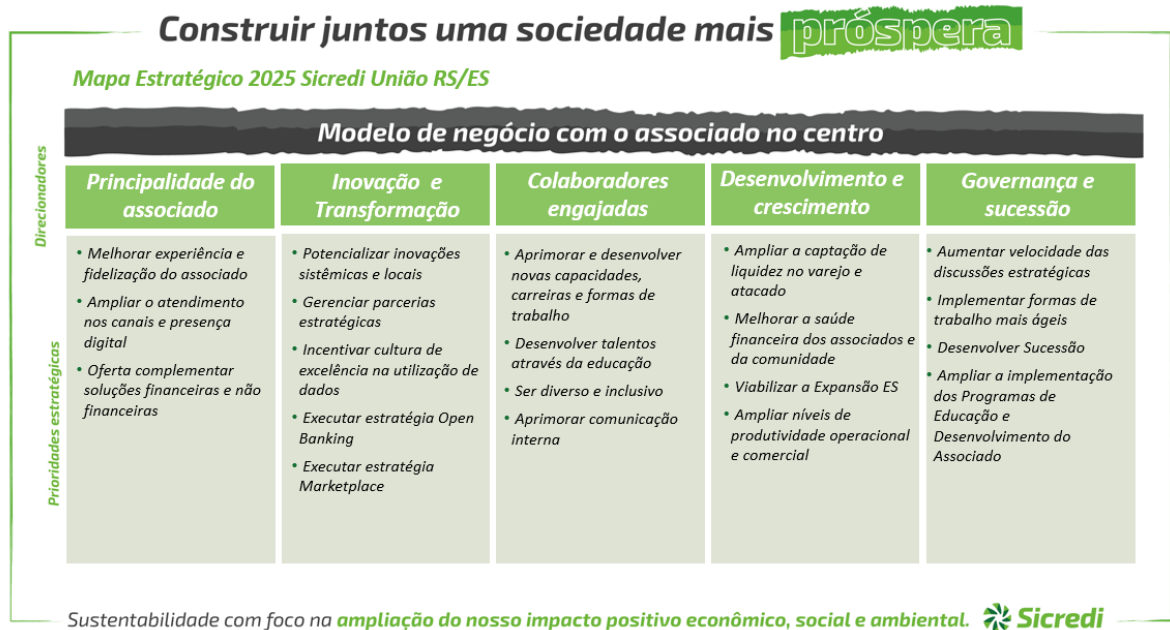 Construir juntos uma sociedade mais próspera
Mapa Estratégico 2025 Sicredi União RS/ES
Direcionadores
Modelo de negócio com o associado no centro
Principalidade do
associado
Inovação e
Transformação
Colaboradores
engajadas
Desenvolvimento e
crescimento
Governança e
sucessão
Prioridades estratégicas
• Melhorar experiência e
fidelização do associado
• Ampliar o atendimento
nos canais e presença
digital
• Oferta complementar
soluções financeiras e não
financeiras
• Potencializar inovações
sistêmicas e locais
• Gerenciar parcerias
estratégicas
• Incentivar cultura de
excelência na utilização de
dados
• Executar estratégia Open
Banking
• Executar estratégia
Marketplace
• Aprimorar e desenvolver
novas capacidades,
carreiras e formas de
trabalho
• Desenvolver talentos
através da educação
• Ser diverso e inclusivo
• Aprimorar comunicação
interna
• Ampliar a captação de
liquidez no varejo e
atacado
• Melhorar a saúde
financeira dos associados e
da comunidade
• Viabilizar a Expansão ES
• Ampliar níveis de
produtividade operacional
e comercial
• Aumentar velocidade das
discussões estratégicas
• Implementar formas de
trabalho mais ágeis
• Desenvolver Sucessão
• Ampliar a implementação
dos Programas de
Educação e
Desenvolvimento do
Associado
Sustentabilidade com foco na ampliação do nosso impacto positivo econômico, social e ambiental.
Sicredi